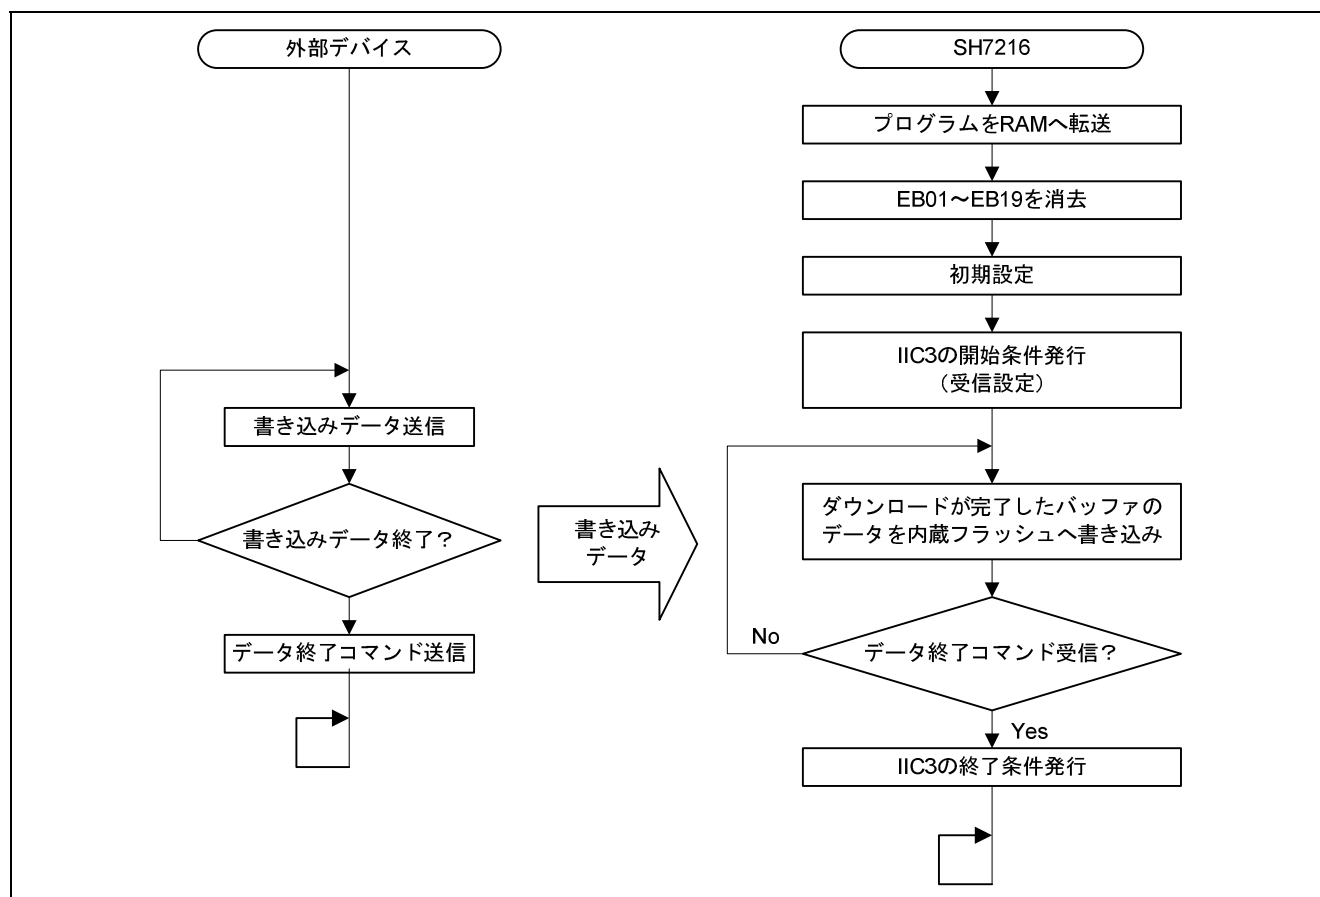 外部デバイス
書き込みデータ送信
書き込みデータ終了？
データ終了コマンド送信
書き込み
データ
SH7216
プログラムをRAMへ転送
EB01～EB19を消去
初期設定
IIC3の開始条件発行
（受信設定）
ダウンロードが完了したバッファの
データを内蔵フラッシュへ書き込み
No
データ終了コマンド受信？
Yes
IIC3の終了条件発行